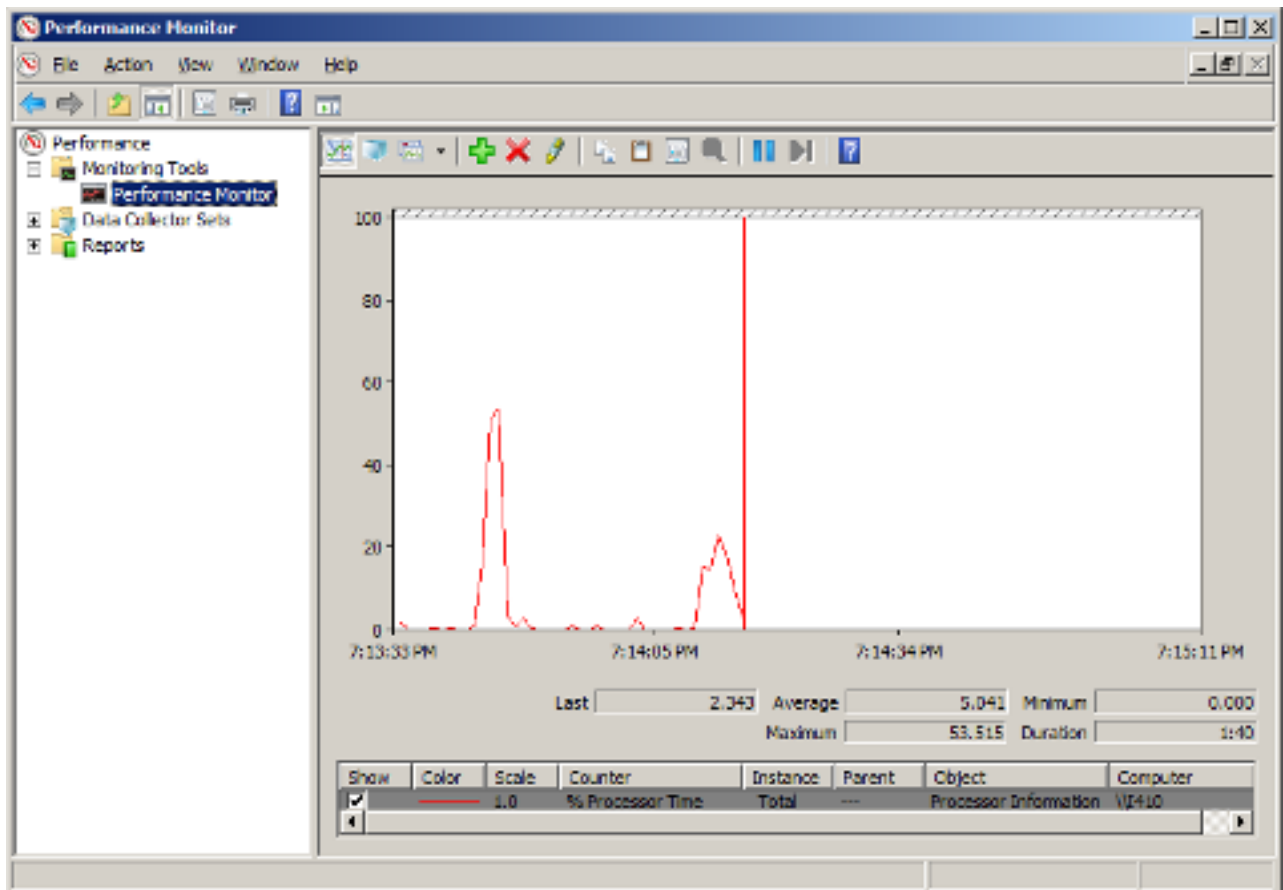 Performance Monitor
File Action View Window Help
Performance
Monitoring Tools
Performance Monitor
Data Collector Sets
Reports
100
80
60
40
20
0
7:13:33 PM 7:14:05 PM 7:14:34 PM 7:15:11 PM
Last 2.343 Average 5.041 Minimum 0.000
Maximum 53.515 Duration 1:40
Show Color Scale Counter Instance Parent Object Computer
1.0 % Processor Time _Total --- Processor Information